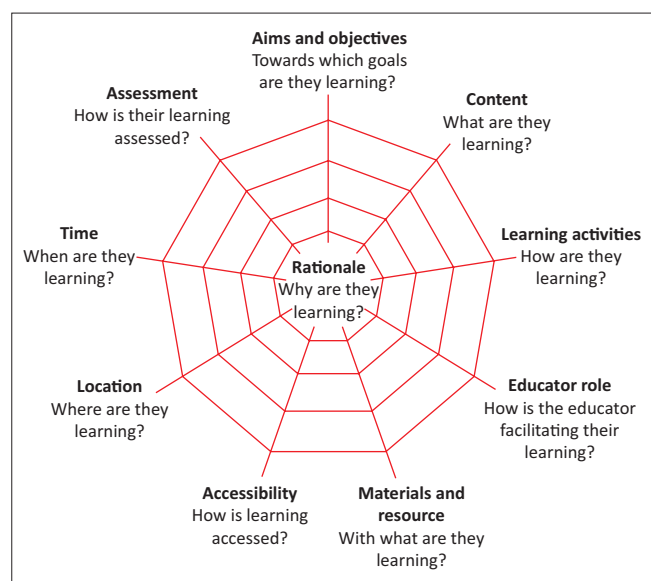 Aims and objectives
Towards which goals
are they learning?
Content
What are they
learning?
Learning activities
How are they
learning?
Educator role
How is the educator
facilitating their
learning?
Materials and
resource
With what are they
learning?
Accessibility
How is learning
accessed?
Location
Where are they
learning?
Time
When are they
learning?
Assessment
How is their learning
assessed?
Rationale
Why are they
learning?